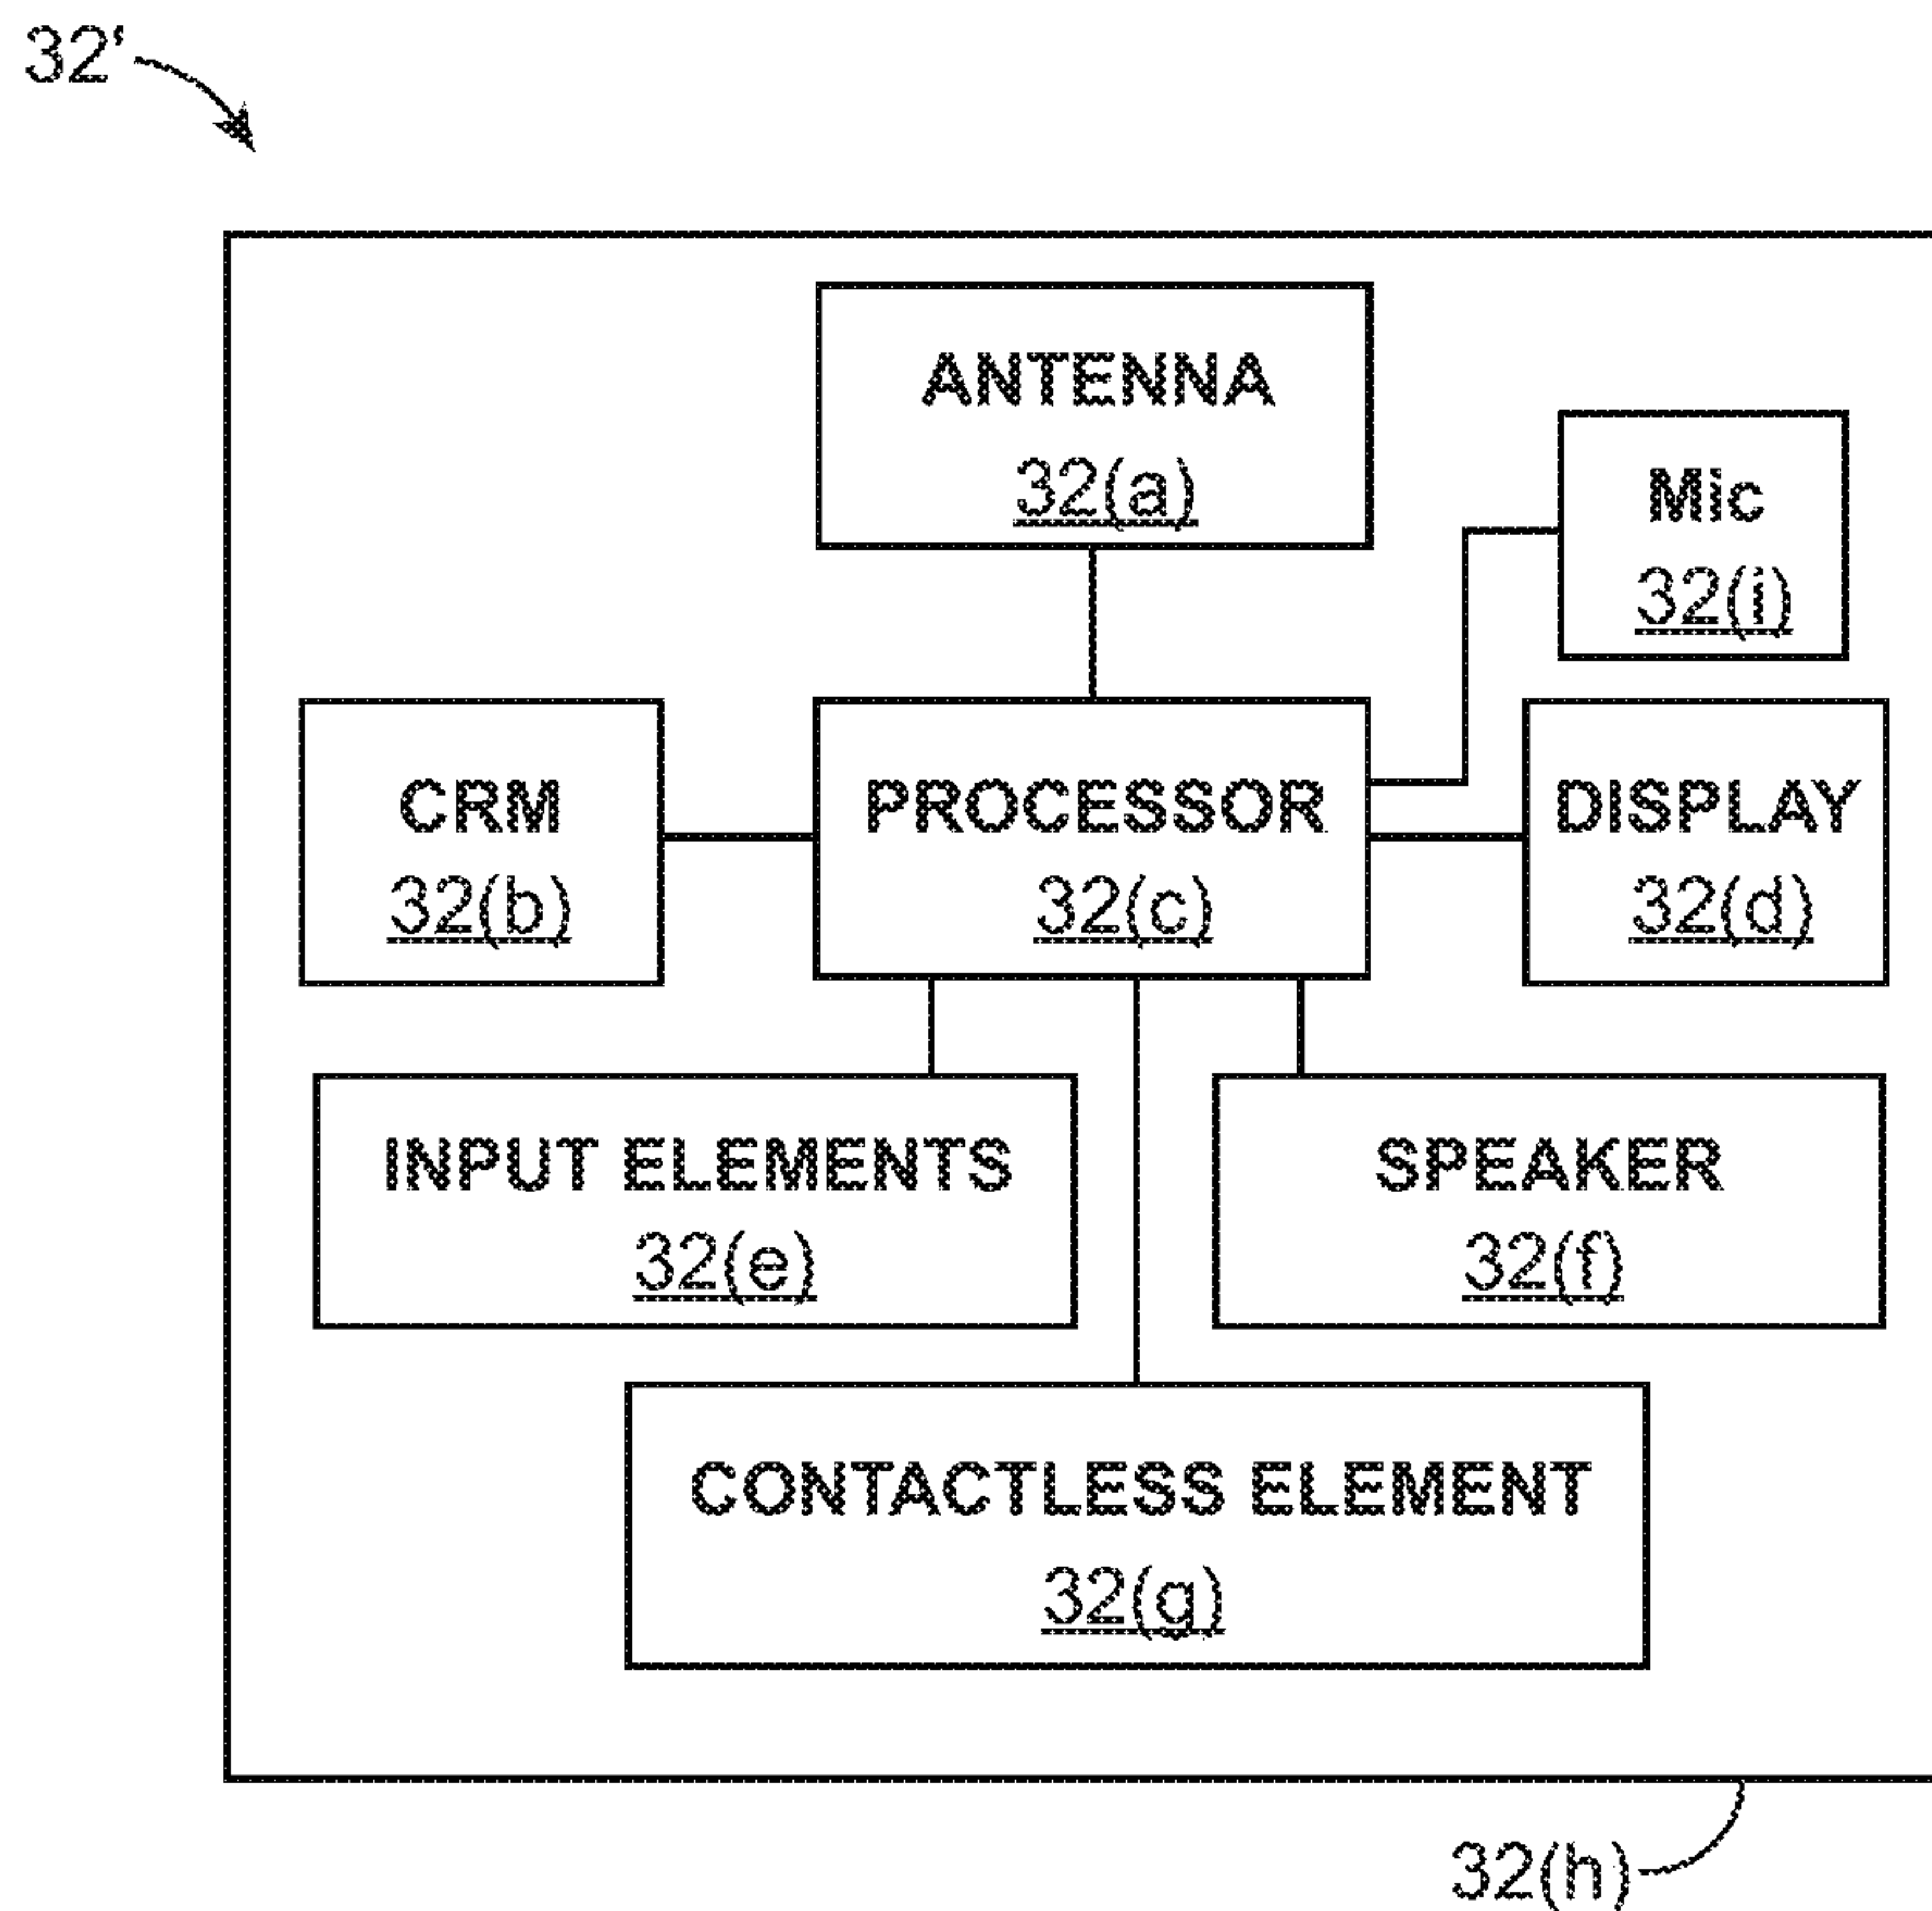 32'
ANTENNA
32(a)
Mic
32(i)
CRM
32(b)
PROCESSOR
32(c)
DISPLAY
32(d)
INPUT ELEMENTS
32(e)
SPEAKER
32(f)
CONTACTLESS ELEMENT
32(g)
32(h)